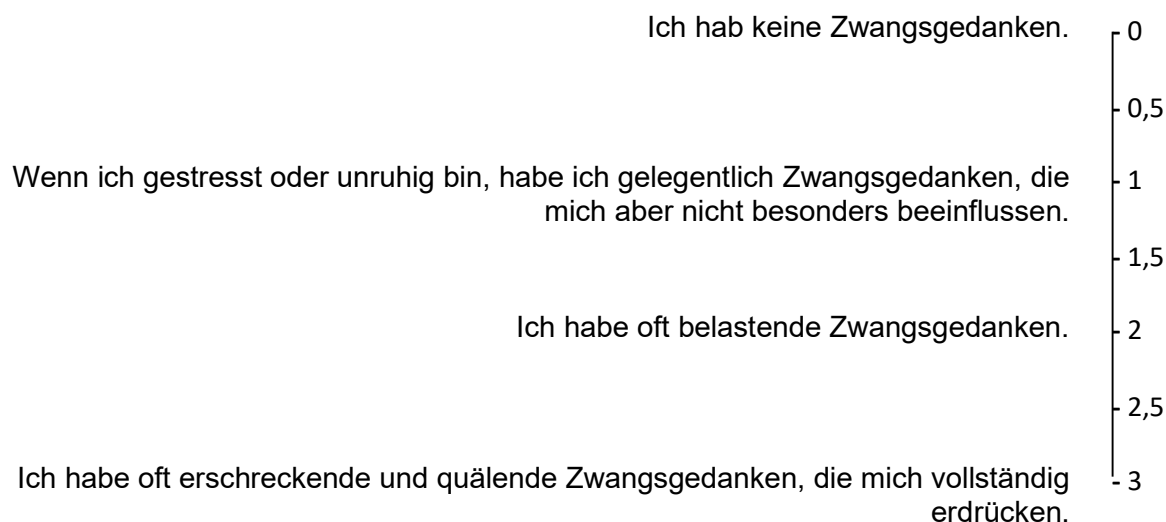 Ich hab keine Zwangsgedanken. - 0
- 0,5
Wenn ich gestresst oder unruhig bin, habe ich gelegentlich Zwangsgedanken, die - 1
mich aber nicht besonders beeinflussen.
- 1,5
Ich habe oft belastende Zwangsgedanken. - 2
- 2,5
Ich habe oft erschreckende und quälende Zwangsgedanken, die mich vollständig - 3
erdrücken.